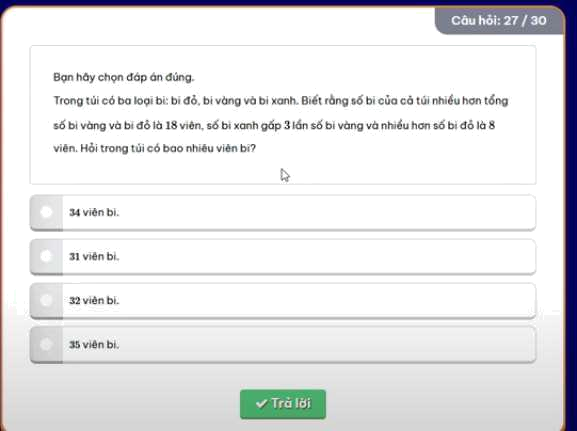 Câu hỏi: 27 / 30
Bạn hãy chọn đáp án đúng.
Trong túi có ba loại bi: bi đỏ, bi vàng và bi xanh. Biết rằng số bi của cả túi nhiều hơn tổng
số bi vàng và bi đỏ là 18 viên, số bi xanh gấp 3 lần số bi vàng và nhiều hơn số bi đỏ là 8
viên. Hỏi trong túi có bao nhiêu viên bi?
34 viên bi.
31 viên bi.
32 viên bi.
35 viên bi.
Trả lời